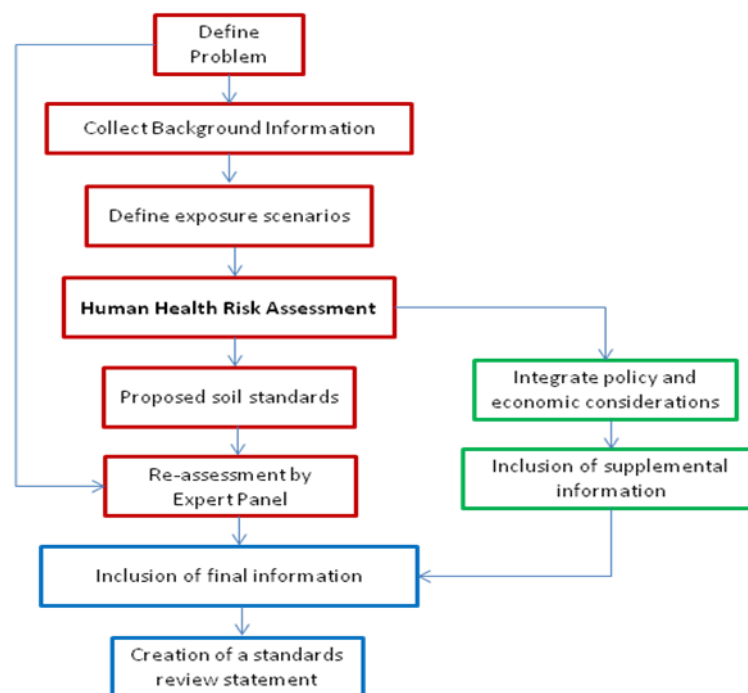 Define
Problem
Collect Background Information
Define exposure scenarios
Human Health Risk Assessment
Proposed soil standards
Integrate policy and
economic considerations
Re-assessment by
Expert Panel
Inclusion of supplemental
information
Inclusion of final information
Creation of a standards
review statement